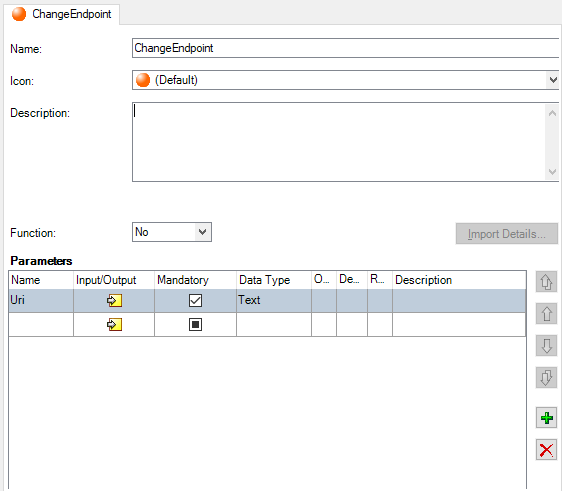 ChangeEndpoint
Name: ChangeEndpoint
Icon: (Default)
Description:
Function: No Import Details...
Parameters
Name Input/Output Mandatory Data Type O... De... R... Description
Uri Text